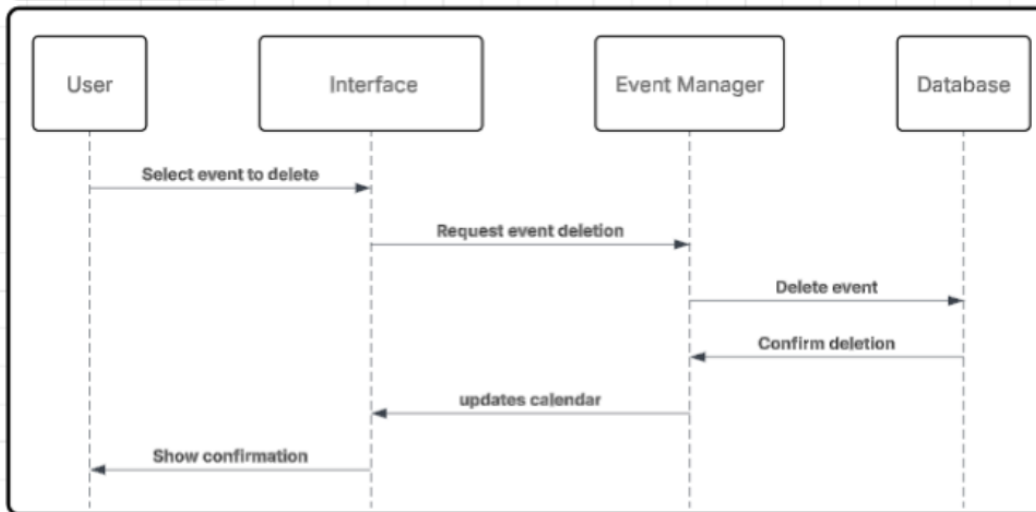 User
Interface
Event Manager
Database
Select event to delete
Request event deletion
Delete event
Confirm deletion
updates calendar
Show confirmation